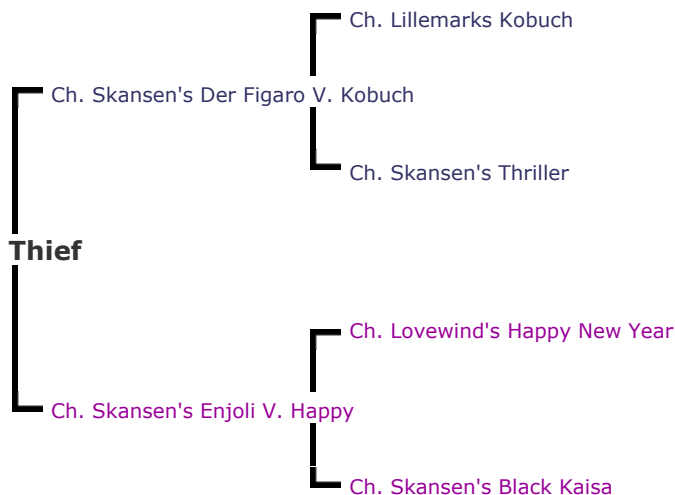 Ch. Lillemarks Kobuch
Ch. Skansen's Der Figaro V. Kobuch
Ch. Skansen's Thriller
Thief
Ch. Lovewind's Happy New Year
Ch. Skansen's Enjoli V. Happy
Ch. Skansen's Black Kaisa